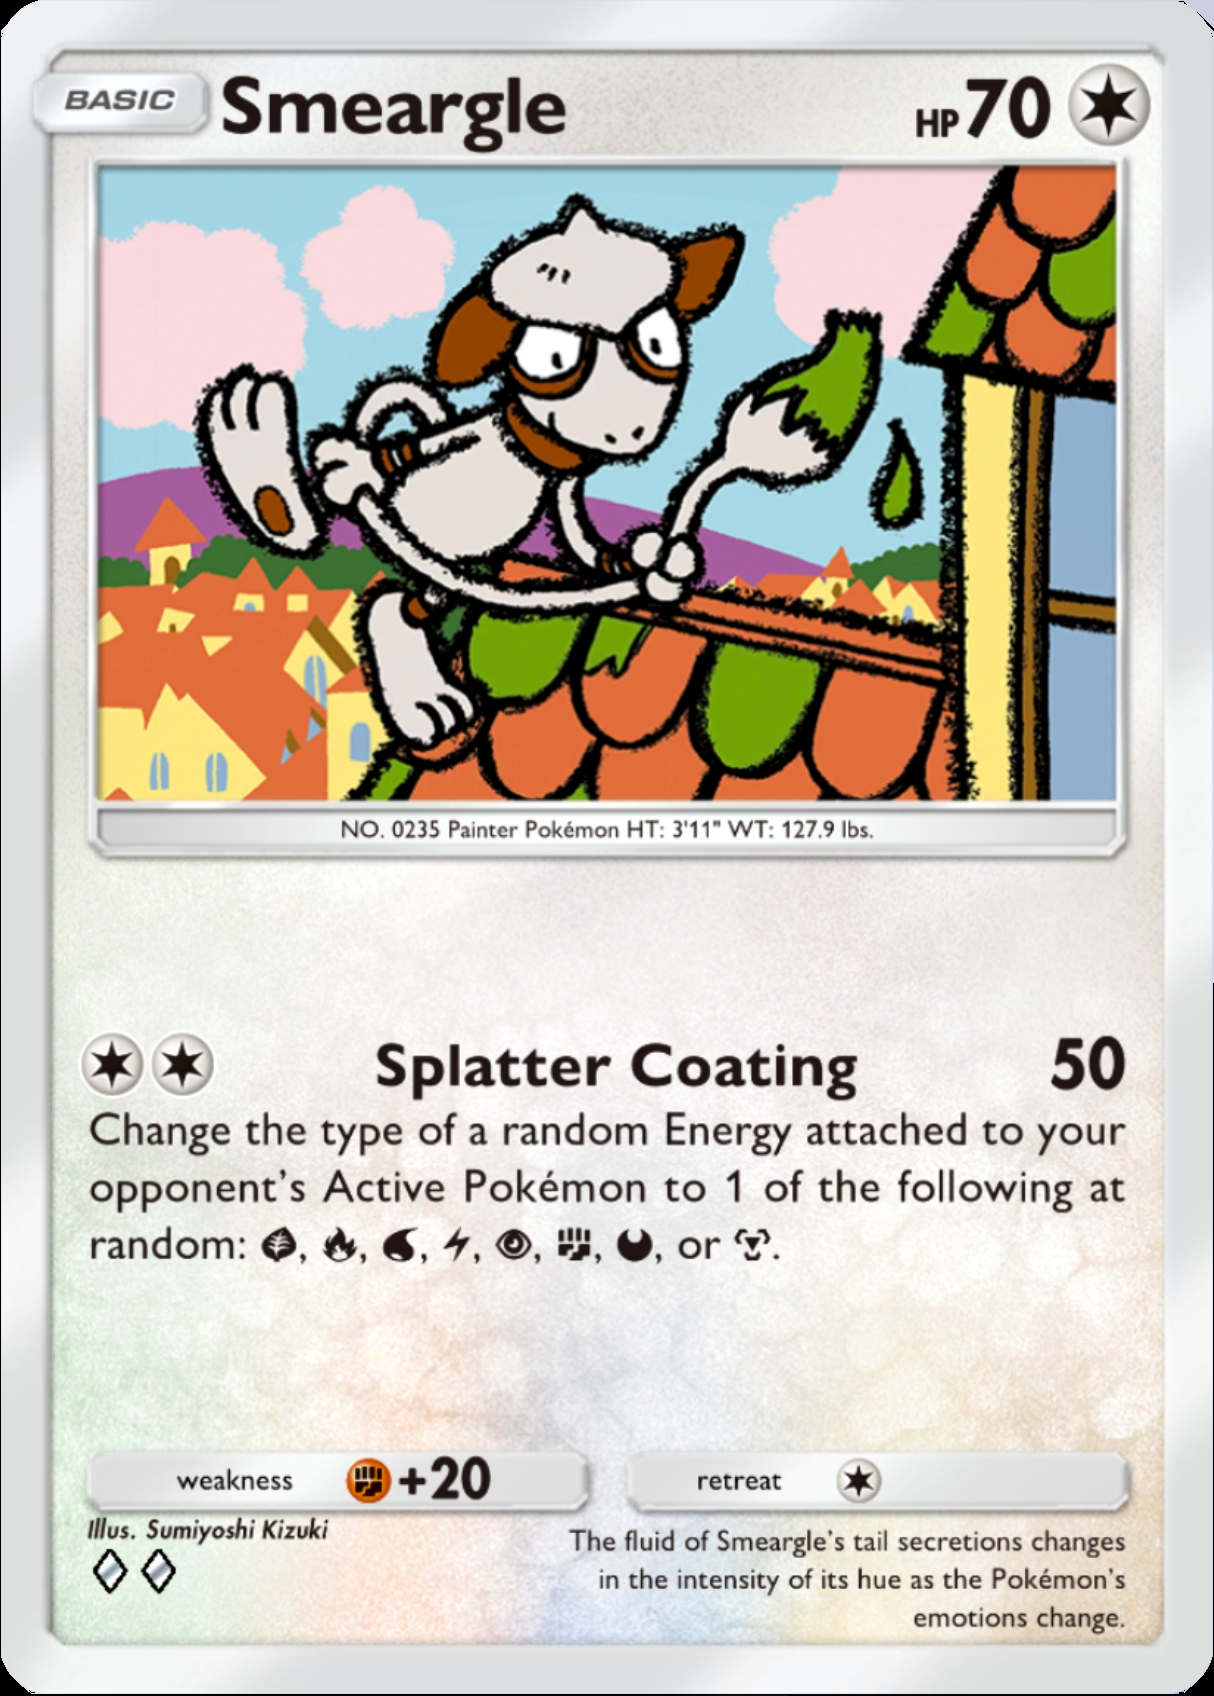 BASIC Smeargle HP 70
NO. 0235 Painter Pokémon HT: 3'11" WT: 127.9 lbs.
Splatter Coating 50
Change the type of a random Energy attached to your
opponent's Active Pokémon to 1 of the following at
random: , , , , , , , or .
weakness +20 retreat
Illus. Sumiyoshi Kizuki
The fluid of Smeargle's tail secretions changes
in the intensity of its hue as the Pokémon's
emotions change.